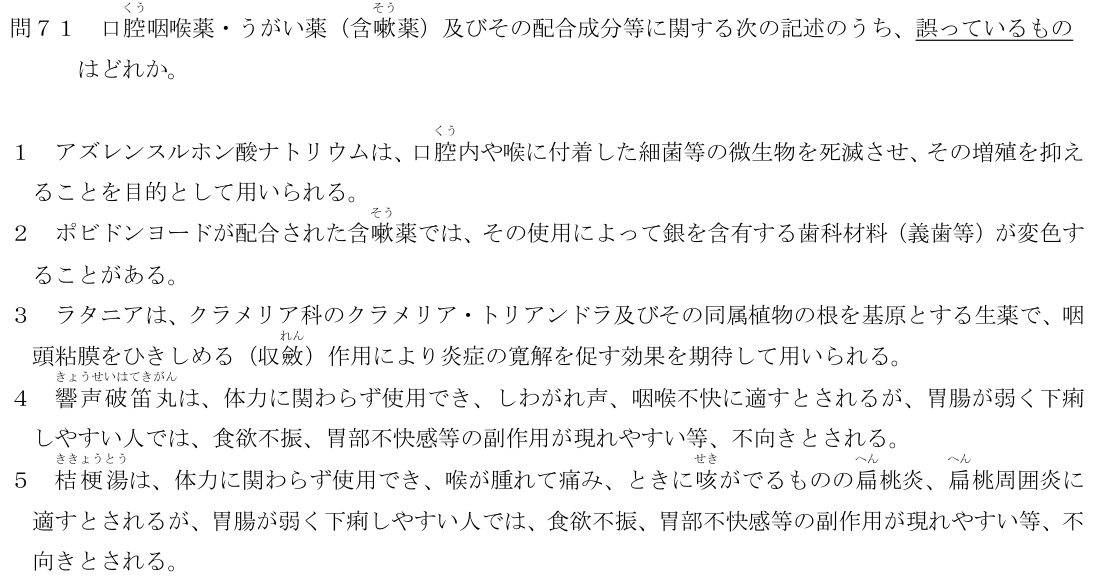 問７１　口腔咽喉薬・うがい薬（含嗽薬）及びその配合成分等に関する次の記述のうち、誤っているもの
はどれか。
１　アズレンスルホン酸ナトリウムは、口腔内や喉に付着した細菌等の微生物を死滅させ、その増殖を抑え
ることを目的として用いられる。
２　ポビドンヨードが配合された含嗽薬では、その使用によって銀を含有する歯科材料（義歯等）が変色す
ることがある。
３　ラタニアは、クラメリア科のクラメリア・トリアンドラ及びその同属植物の根を基原とする生薬で、咽
頭粘膜をひきしめる（収斂）作用により炎症の寛解を促す効果を期待して用いられる。
４　響声破笛丸は、体力に関わらず使用でき、しわがれ声、咽喉不快に適すとされるが、胃腸が弱く下痢
しやすい人では、食欲不振、胃部不快感等の副作用が現れやすい等、不向きとされる。
５　桔梗湯は、体力に関わらず使用でき、喉が腫れて痛み、ときに咳がでるものの扁桃炎、扁桃周囲炎に
適すとされるが、胃腸が弱く下痢しやすい人では、食欲不振、胃部不快感等の副作用が現れやすい等、不
向きとされる。